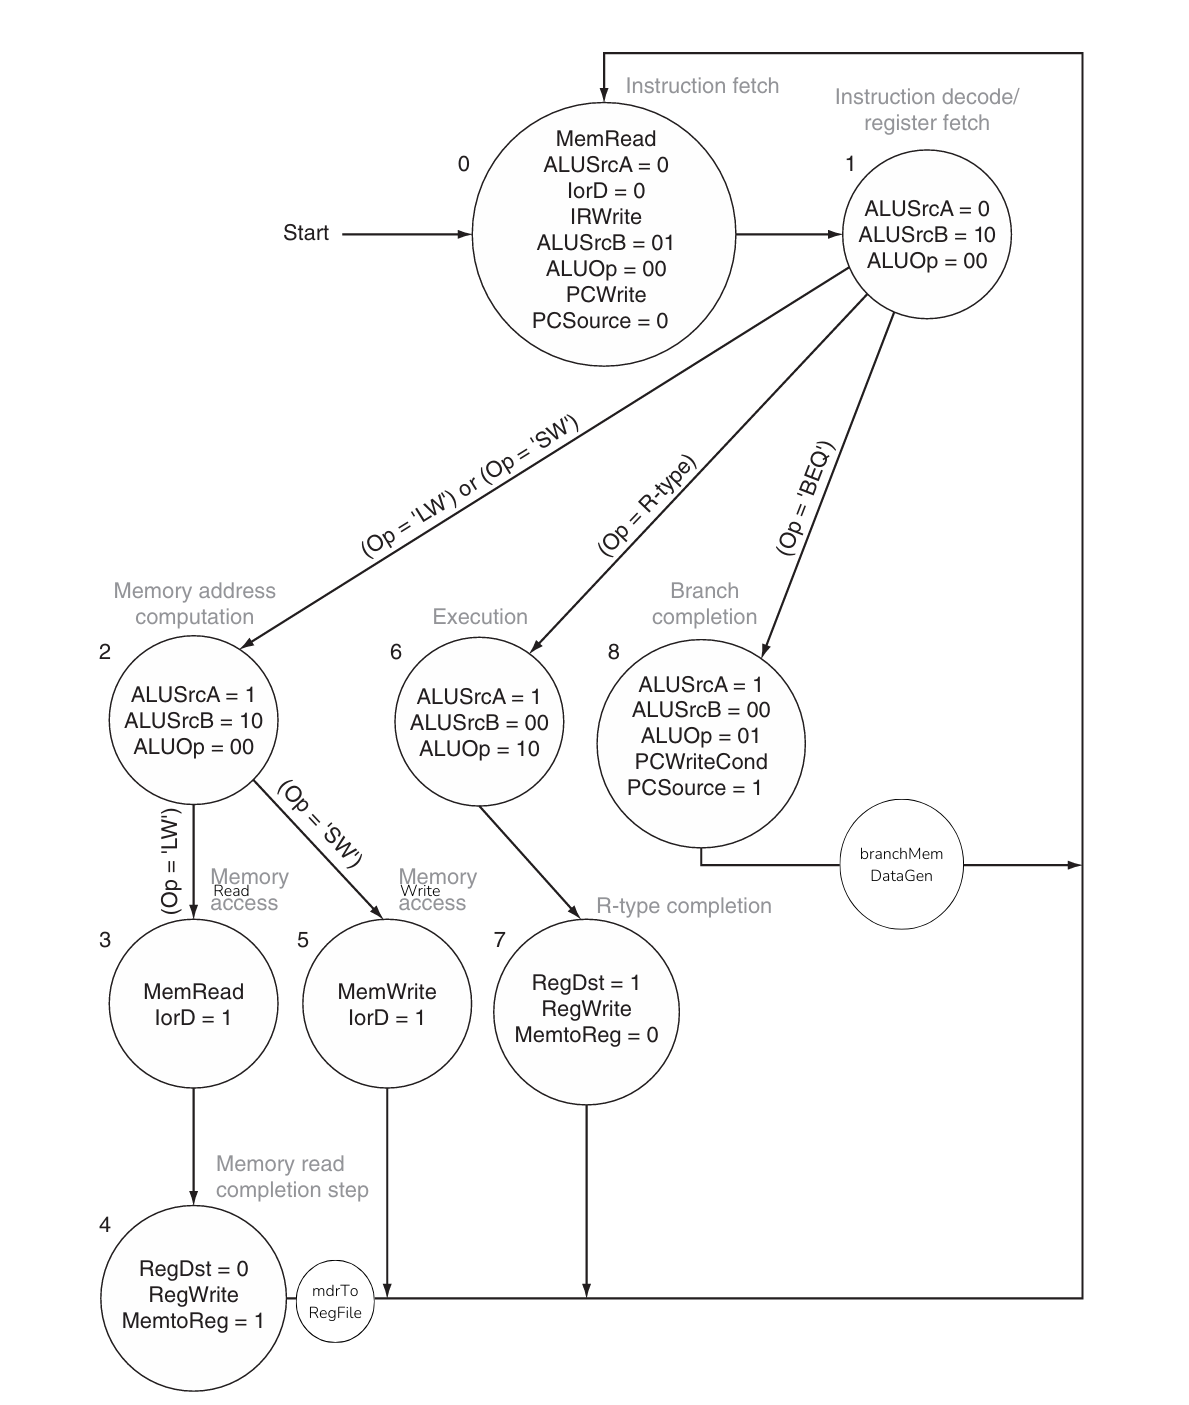 Instruction fetch
Instruction decode/
register fetch
0
MemRead
ALUSrcA = 0
IorD = 0
IRWrite
ALUSrcB = 01
ALUOp = 00
PCWrite
PCSource = 0
Start
1
ALUSrcA = 0
ALUSrcB = 10
ALUOp = 00
(Op = 'LW') or (Op = 'SW')
(Op = R-type)
(Op = 'BEQ')
Memory address
computation
2
ALUSrcA = 1
ALUSrcB = 10
ALUOp = 00
Execution
6
ALUSrcA = 1
ALUSrcB = 00
ALUOp = 10
Branch
completion
8
ALUSrcA = 1
ALUSrcB = 00
ALUOp = 01
PCWriteCond
PCSource = 1
branchMem
DataGen
(Op = 'LW')
(Op = 'SW')
Memory
Read
access
Memory
Write
access
R-type completion
3
MemRead
IorD = 1
5
MemWrite
IorD = 1
7
RegDst = 1
RegWrite
MemtoReg = 0
Memory read
completion step
4
RegDst = 0
RegWrite
MemtoReg = 1
mdrTo
RegFile